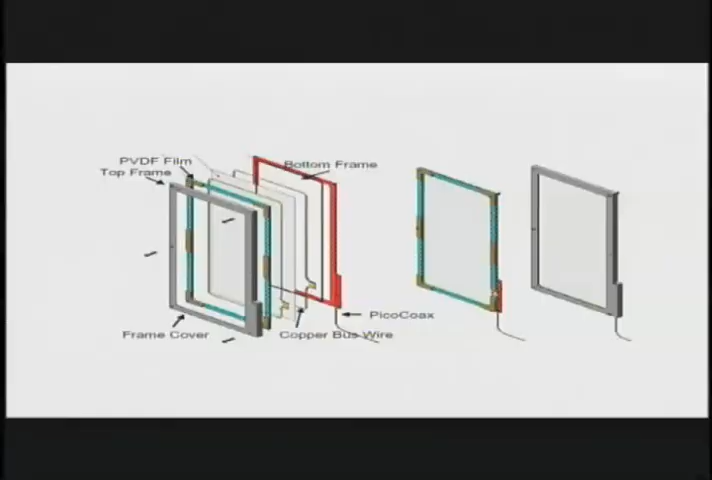 PVDF Film
Bottom Frame
Top Frame
PicoCoax
Frame Cover
Copper Bus Wire